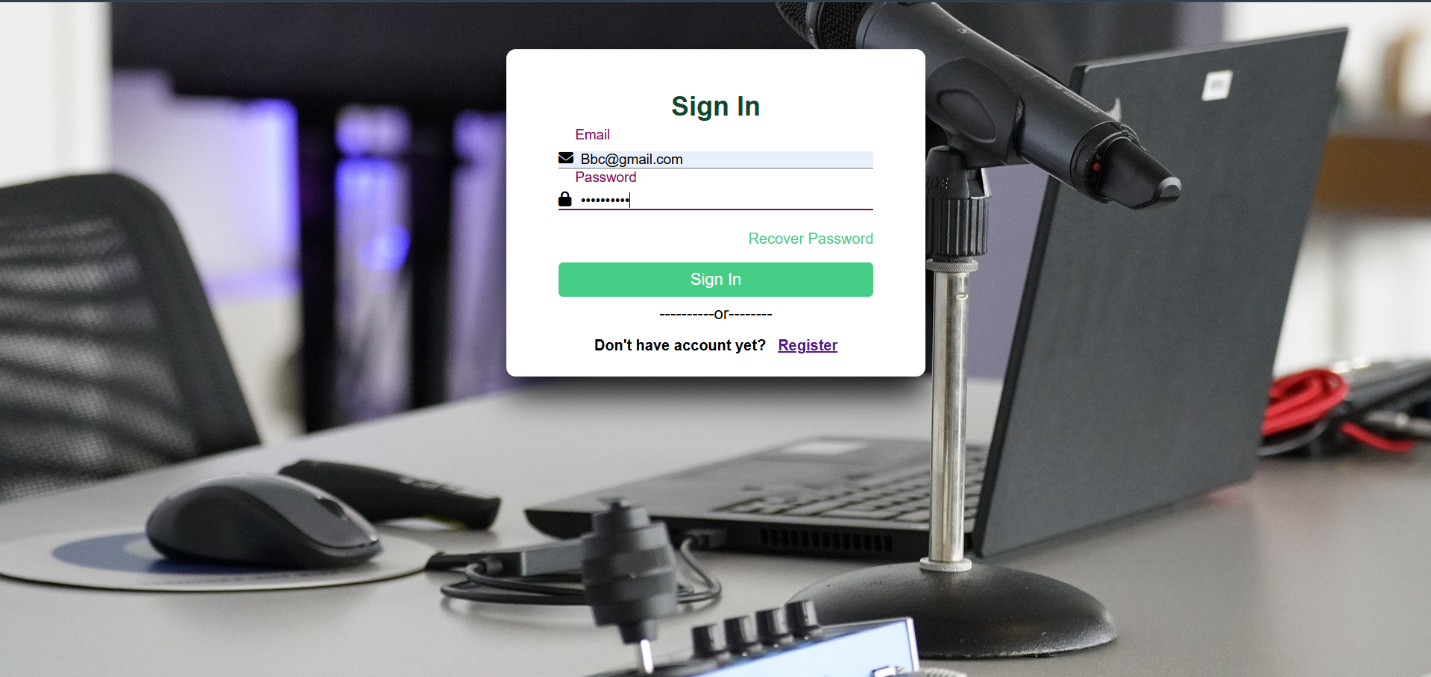 Sign In
Email
Bbc@gmail.com
Password
••••••••••
Recover Password
Sign In
----------or--------
Don't have account yet? Register